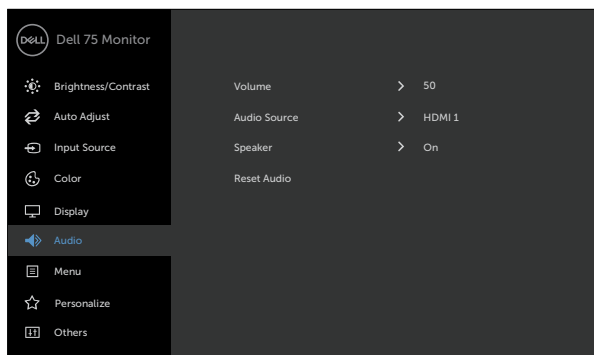 DELL Dell 75 Monitor
Brightness/Contrast
Auto Adjust
Input Source
Color
Display
Audio
Menu
Personalize
Others
Volume > 50
Audio Source > HDMI 1
Speaker > On
Reset Audio